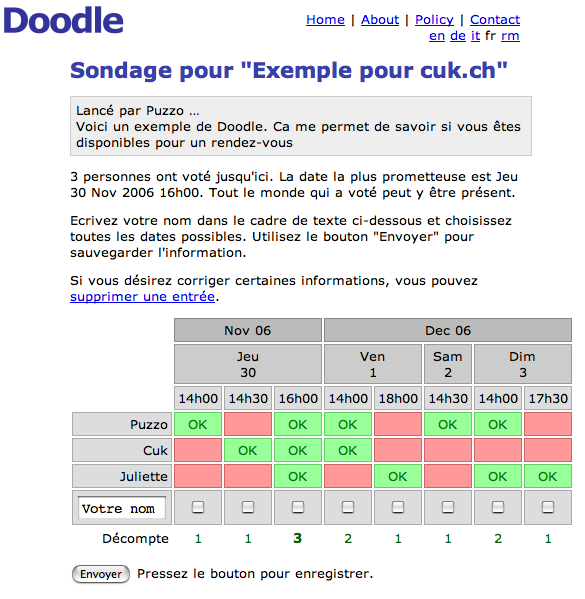 Doodle
Home | About | Policy | Contact
en de it fr rm
Sondage pour "Exemple pour cuk.ch"
Lancé par Puzzo ...
Voici un exemple de Doodle. Ca me permet de savoir si vous êtes
disponibles pour un rendez-vous
3 personnes ont voté jusqu'ici. La date la plus prometteuse est Jeu
30 Nov 2006 16h00. Tout le monde qui a voté peut y être présent.
Ecrivez votre nom dans le cadre de texte ci-dessous et choisissez
toutes les dates possibles. Utilisez le bouton "Envoyer" pour
sauvegarder l'information.
Si vous désirez corriger certaines informations, vous pouvez
supprimer une entrée.
Nov 06 Dec 06
Jeu Ven Sam Dim
30 1 2 3
14h00 14h30 16h00 14h00 18h00 14h30 14h00 17h30
Puzzo OK OK OK OK OK
Cuk OK OK OK
Juliette OK OK OK OK
Votre nom
Décompte 1 1 3 2 1 1 2 1
Envoyer Pressez le bouton pour enregistrer.